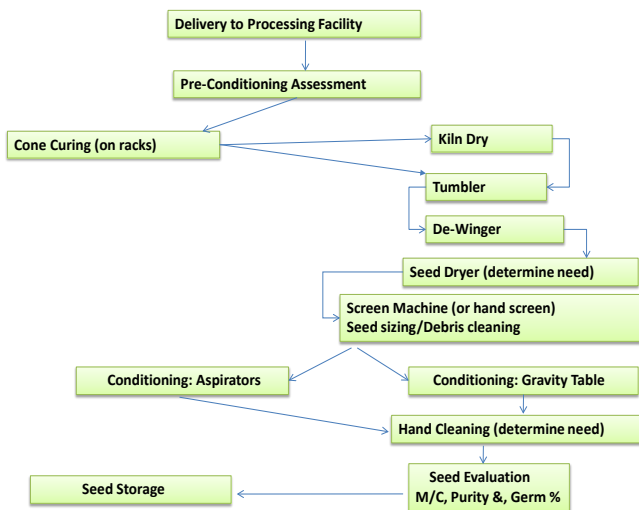 Delivery to Processing Facility
Pre-Conditioning Assessment
Cone Curing (on racks)
Kiln Dry
Tumbler
De-Winger
Seed Dryer (determine need)
Screen Machine (or hand screen)
Seed sizing/Debris cleaning
Conditioning: Aspirators
Conditioning: Gravity Table
Hand Cleaning (determine need)
Seed Evaluation
M/C, Purity &, Germ %
Seed Storage